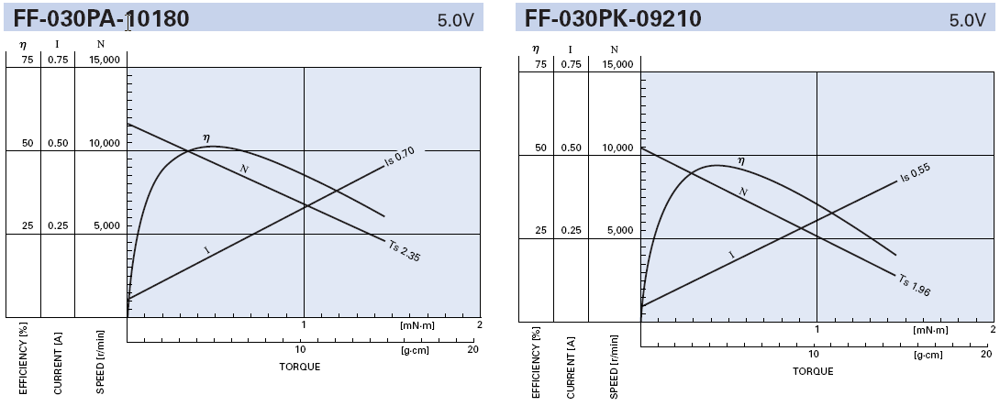 FF-030PA-10180 5.0V
η I N
75 0.75 15,000
50 0.50 10,000
25 0.25 5,000
η
N
I
Is 0.70
Ts 2.35
1 [mN·m] 2
10 [g·cm] 20
TORQUE
EFFICIENCY [%]
CURRENT [A]
SPEED [r/min]
FF-030PK-09210 5.0V
η I N
75 0.75 15,000
50 0.50 10,000
25 0.25 5,000
η
N
I
Is 0.55
Ts 1.96
1 [mN·m] 2
10 [g·cm] 20
TORQUE
EFFICIENCY [%]
CURRENT [A]
SPEED [r/min]